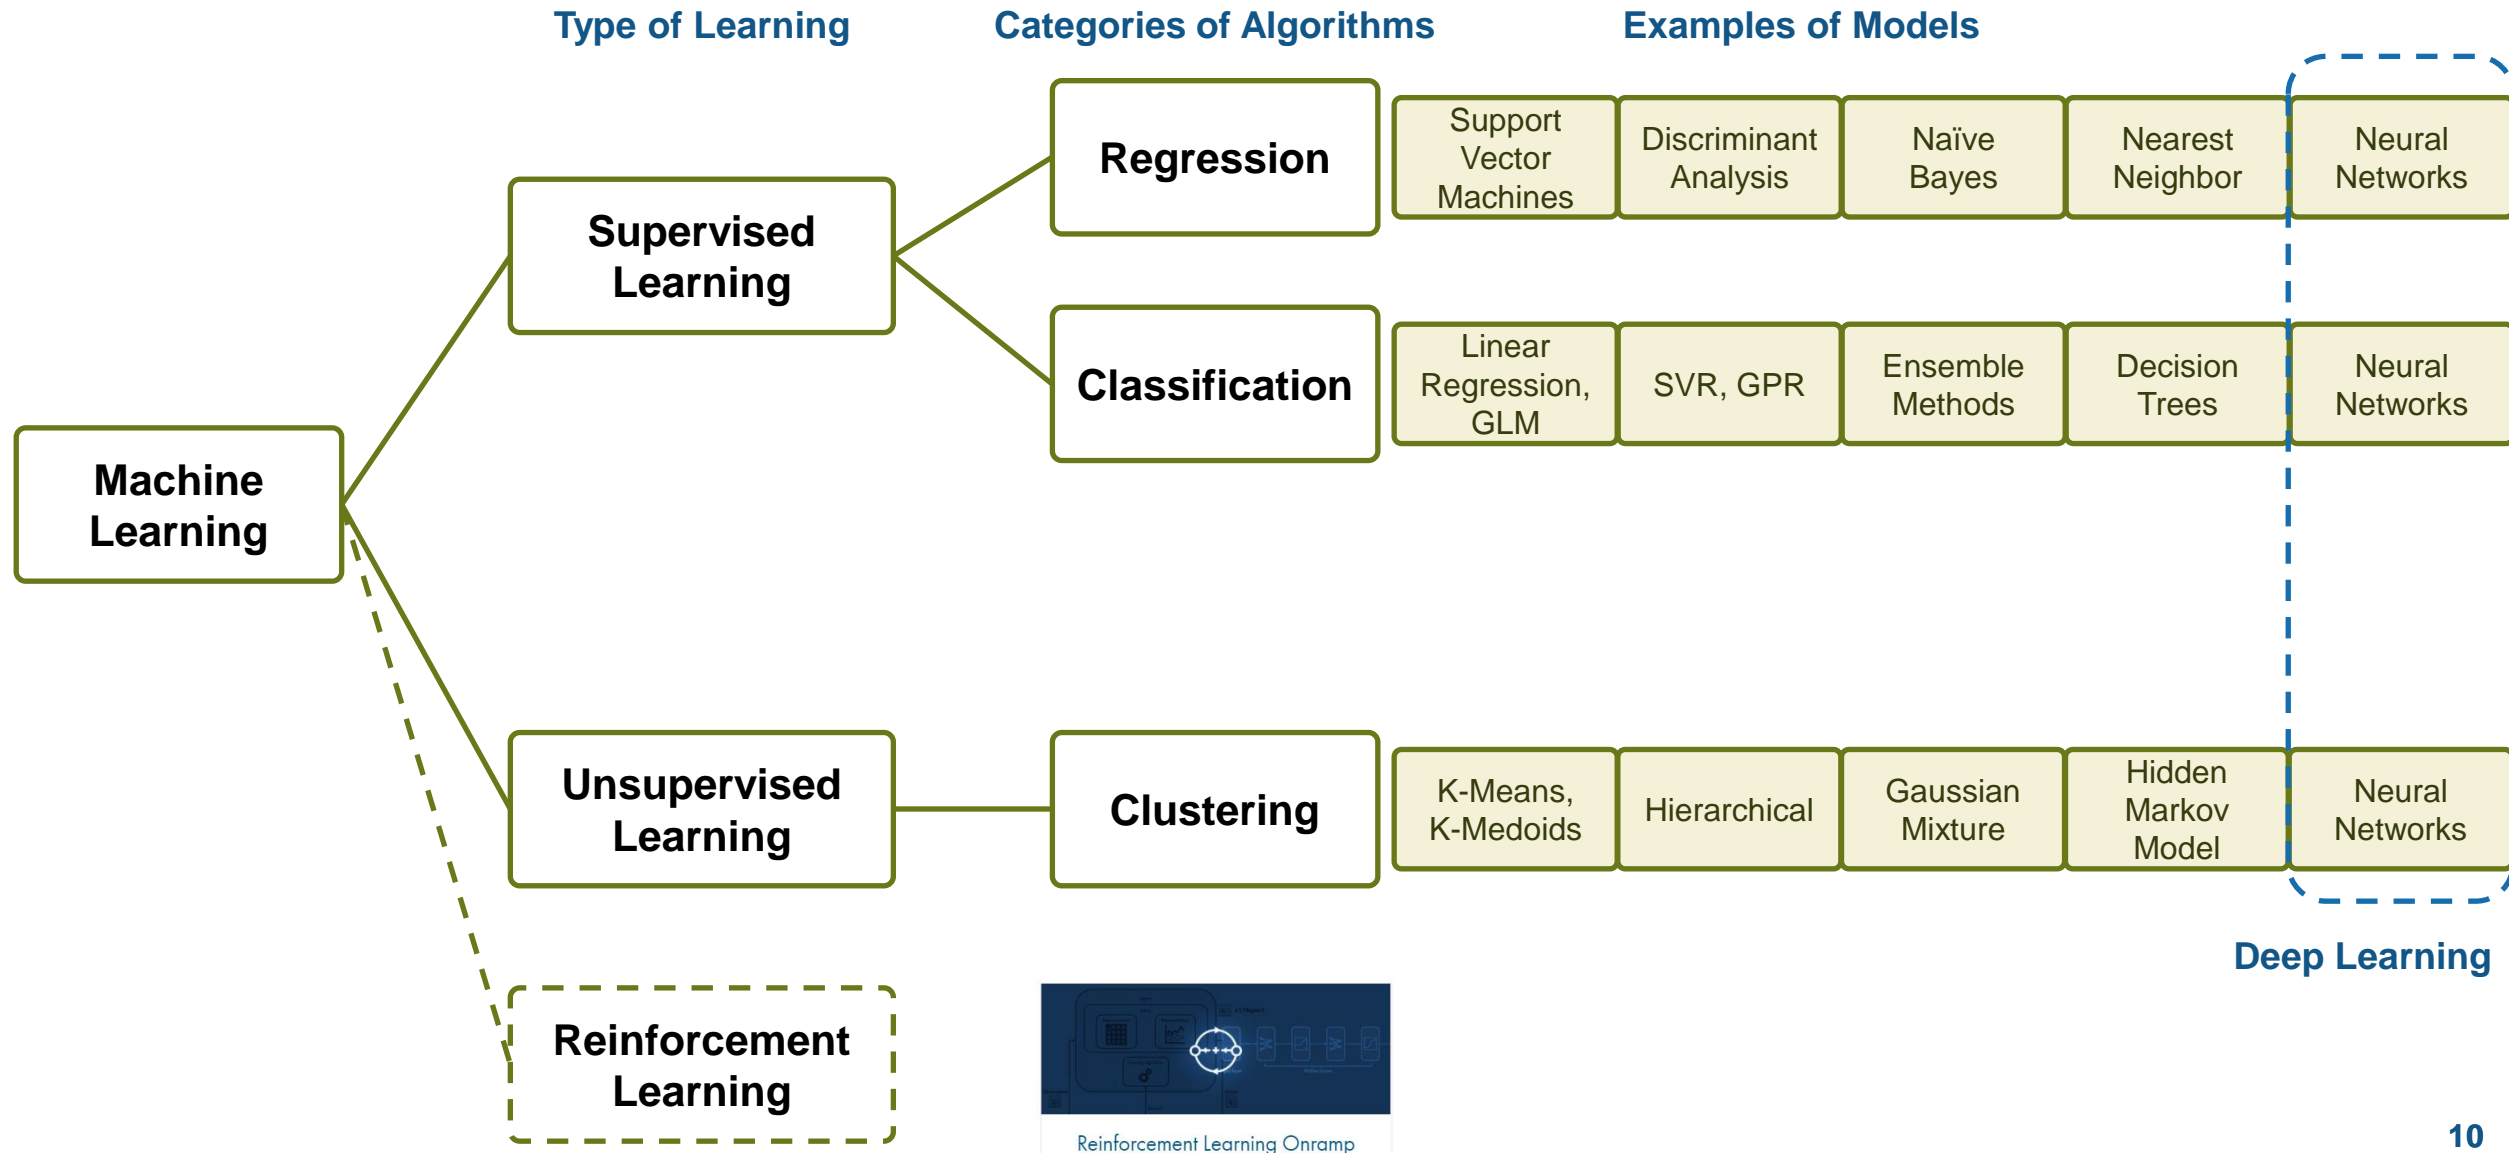 Type of Learning
Categories of Algorithms
Examples of Models
Machine
Learning
Supervised
Learning
Regression
Support
Vector
Machines
Discriminant
Analysis
Naïve
Bayes
Nearest
Neighbor
Neural
Networks
Classification
Linear
Regression,
GLM
SVR, GPR
Ensemble
Methods
Decision
Trees
Neural
Networks
Unsupervised
Learning
Clustering
K-Means,
K-Medoids
Hierarchical
Gaussian
Mixture
Hidden
Markov
Model
Neural
Networks
Deep Learning
Reinforcement
Learning
Reinforcement Learning Onramp
10